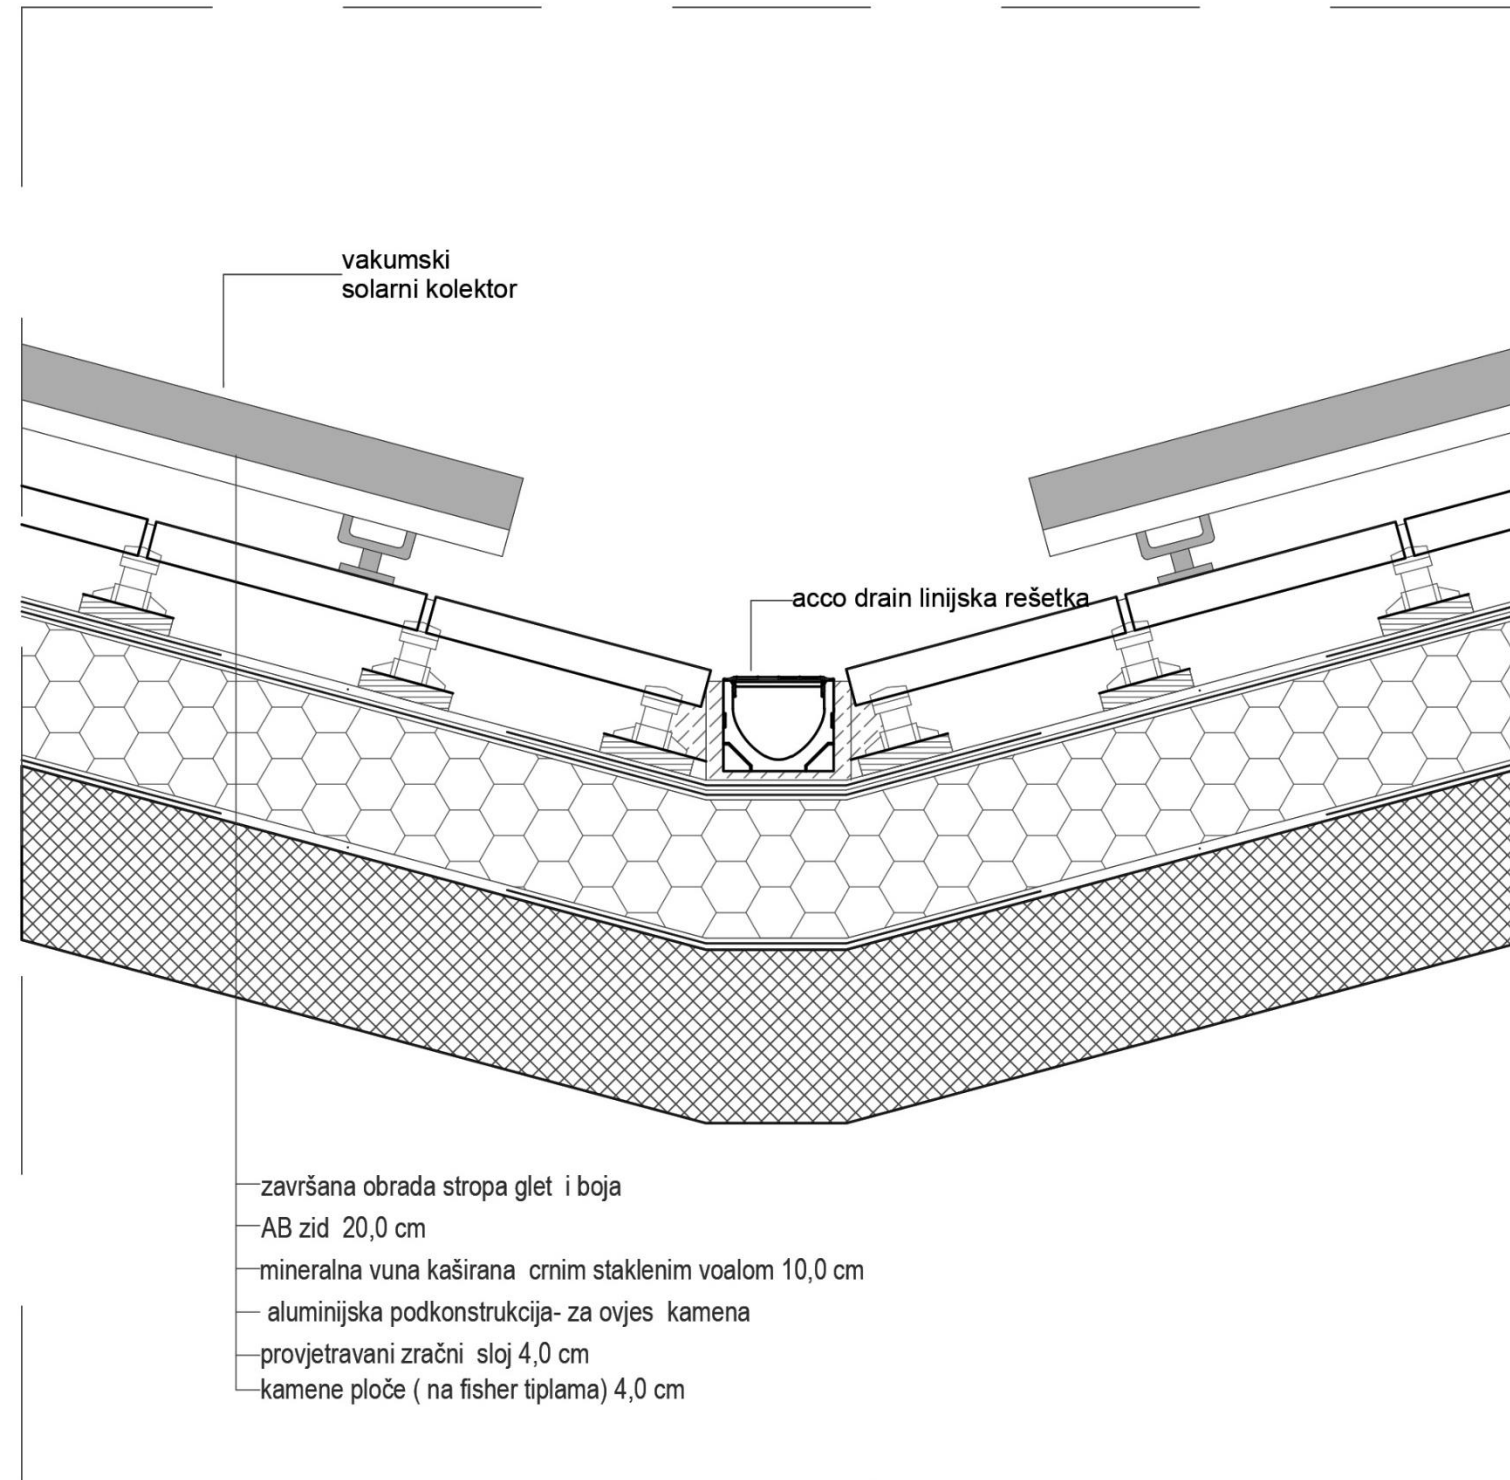 vakumski
solarni kolektor
acco drain linijska rešetka
završana obrada stropa glet i boja
AB zid 20,0 cm
mineralna vuna kaširana crnim staklenim voalom 10,0 cm
aluminijska podkonstrukcija- za ovjes kamena
provjetravani zračni sloj 4,0 cm
kamene ploče ( na fisher tiplama) 4,0 cm